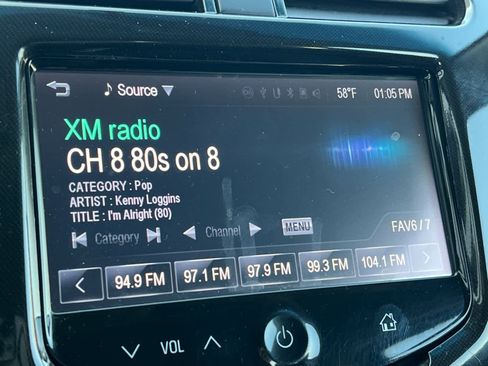 Source 58°F 01:05 PM
XM radio
CH 8 80s on 8
CATEGORY : Pop
ARTIST : Kenny Loggins
TITLE : I'm Alright (80)
Category Channel MENU FAV6 / 7
94.9 FM 97.1 FM 97.9 FM 99.3 FM 104.1 FM
VOL